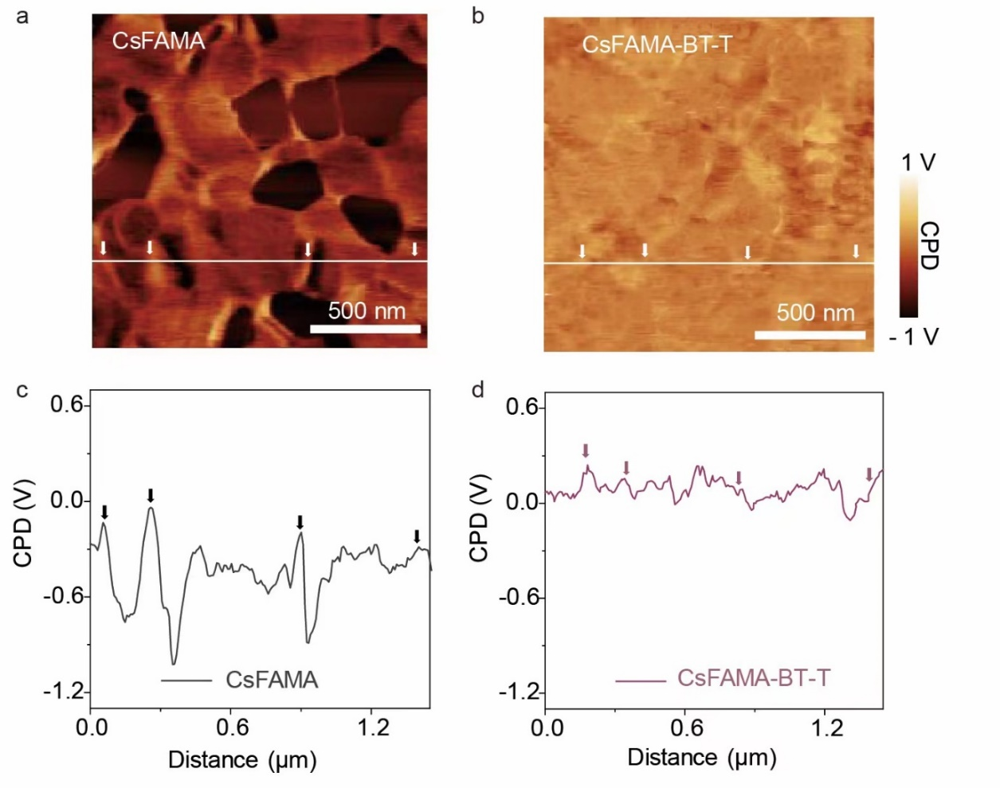 a
CsFAMA
500 nm
b
CsFAMA-BT-T
500 nm
1 V
CPD
- 1 V
c
0.6
0.0
-0.6
-1.2
CPD (V)
CsFAMA
0.0 0.6 1.2
Distance (μm)
d
0.6
0.0
-0.6
-1.2
CPD (V)
CsFAMA-BT-T
0.0 0.6 1.2
Distance (μm)